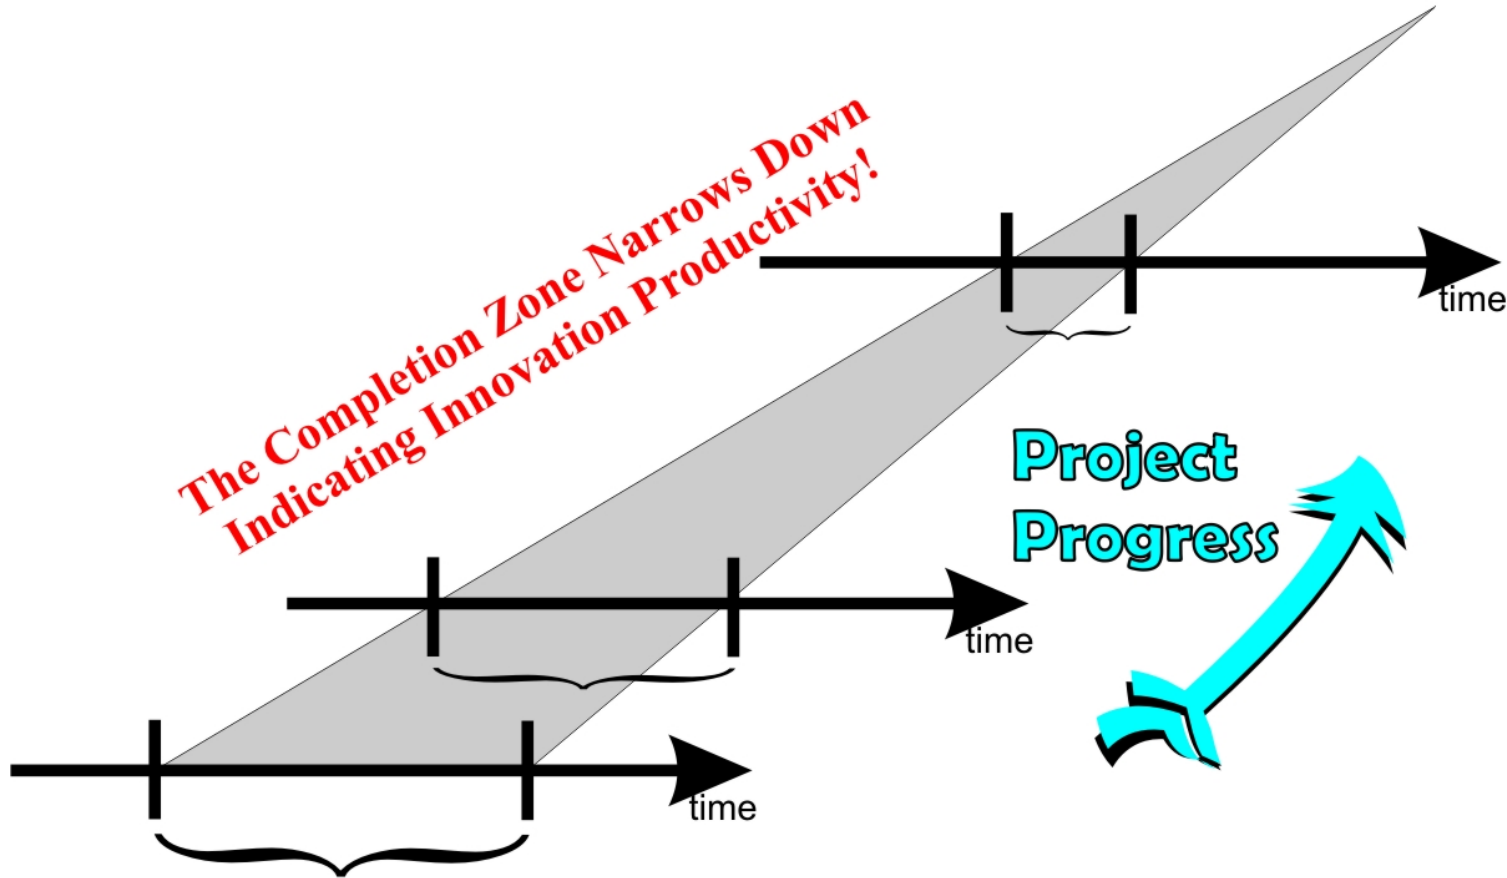 The Completion Zone Narrows Down
Indicating Innovation Productivity!
time
Project
Progress
time
time